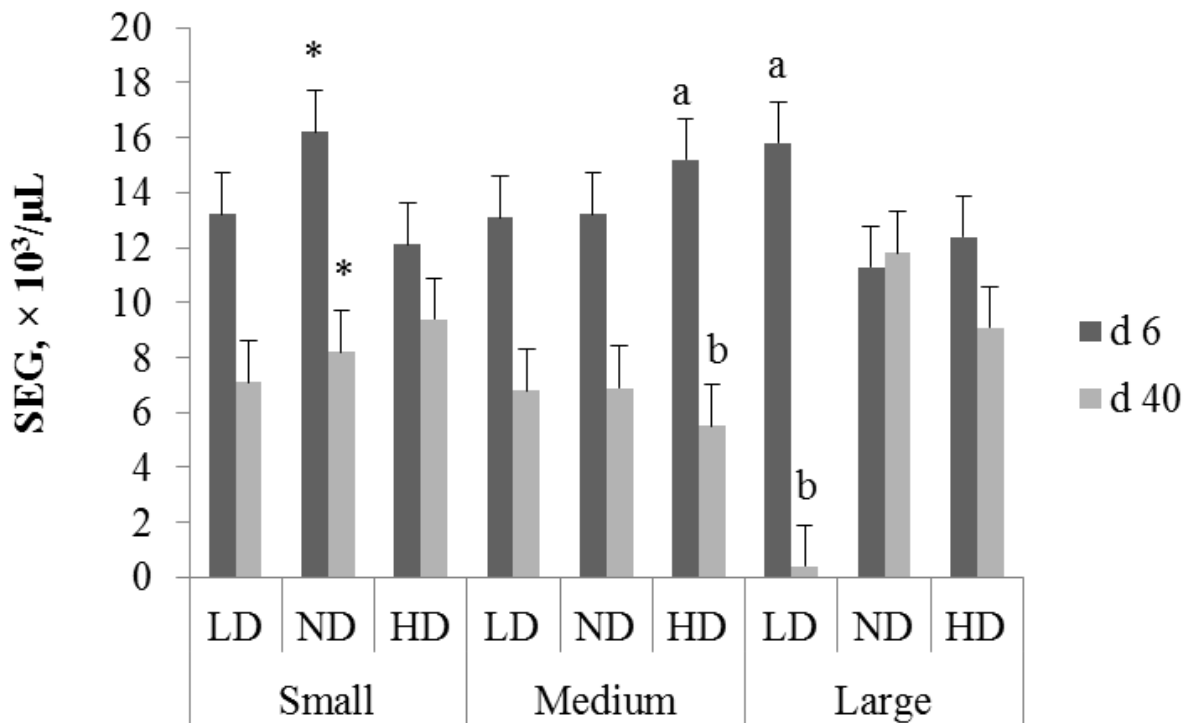 20
18
16
14
12
10
8
6
4
2
0
SEG, × 10³/µL
*
*
a
b
a
b
d 6
d 40
LD ND HD LD ND HD LD ND HD
Small Medium Large